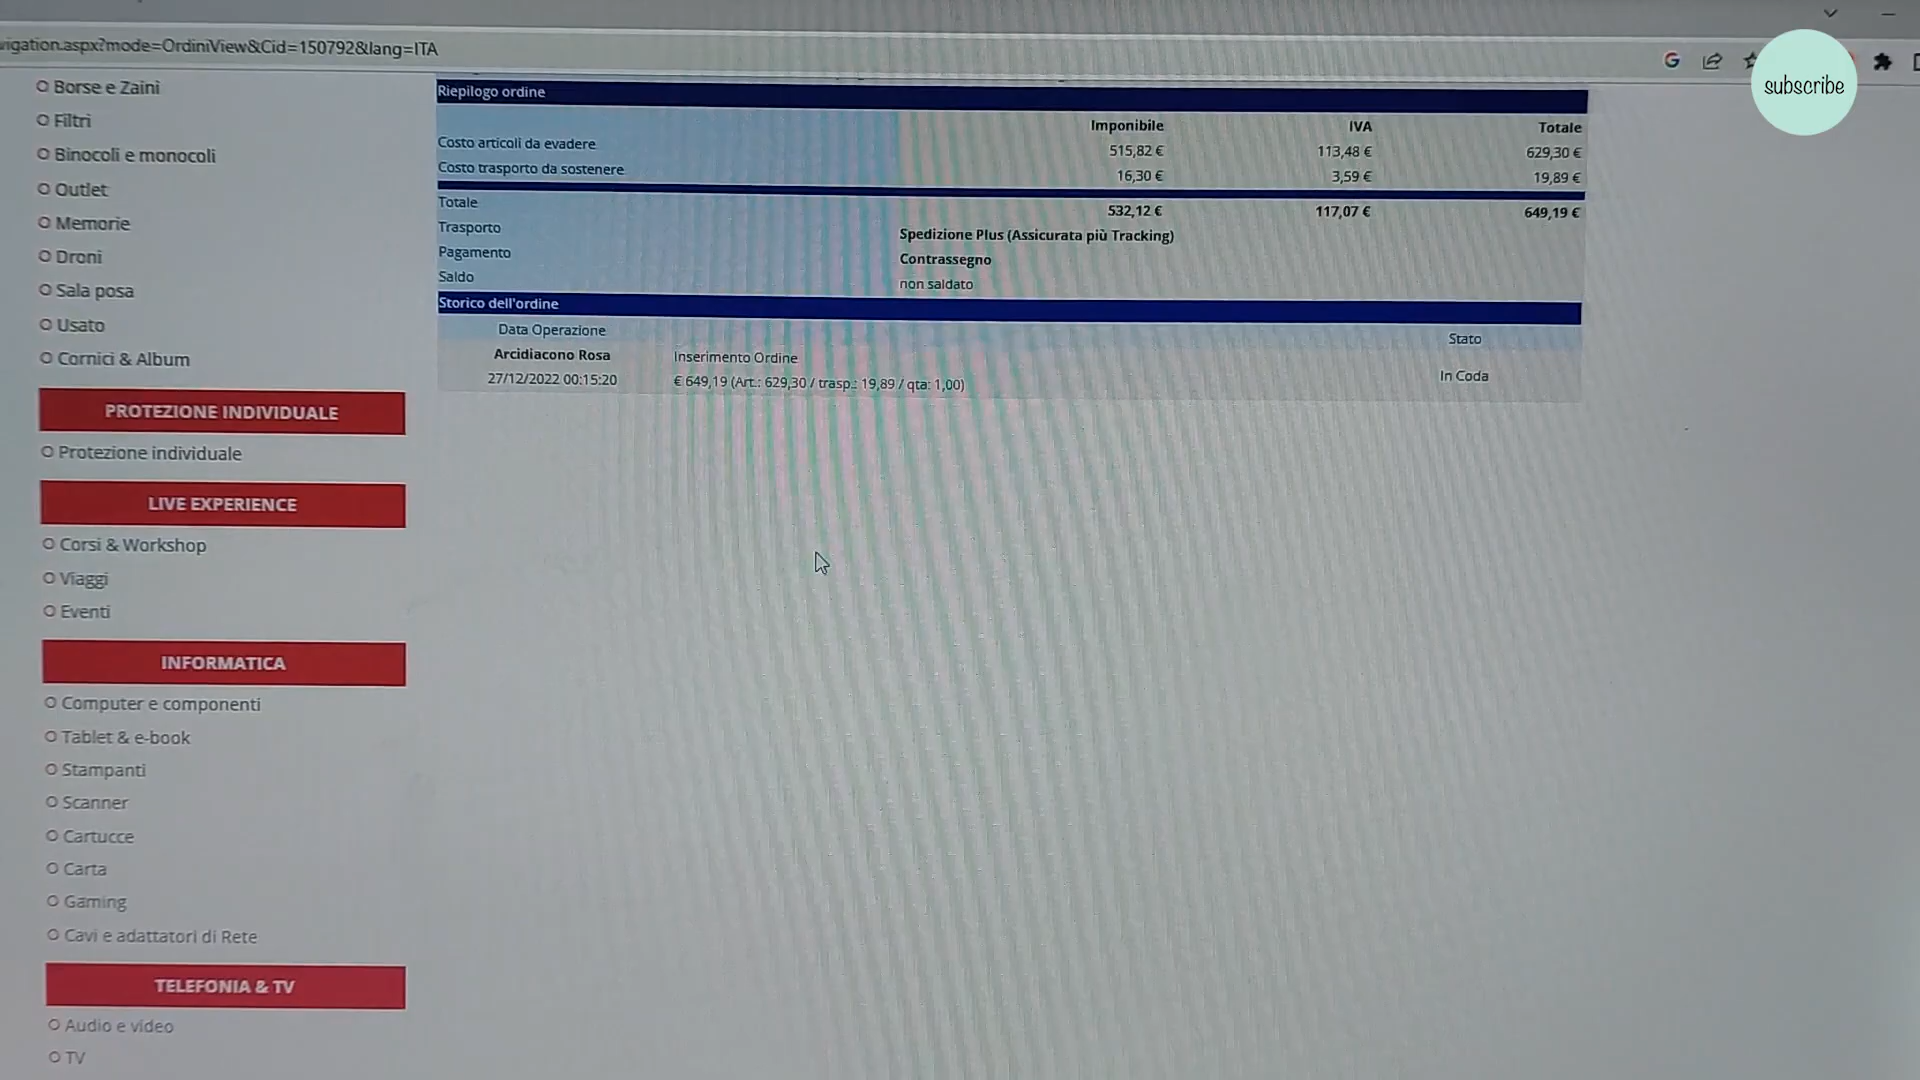 vigation.aspx?mode=OrdiniView&Cid=150792&lang=ITA
subscribe
Borse e Zaini
Filtri
Binocoli e monocoli
Outlet
Memorie
Droni
Sala posa
Usato
Cornici & Album
PROTEZIONE INDIVIDUALE
Protezione individuale
LIVE EXPERIENCE
Corsi & Workshop
Viaggi
Eventi
INFORMATICA
Computer e componenti
Tablet & e-book
Stampanti
Scanner
Cartucce
Carta
Gaming
Cavi e adattatori di Rete
TELEFONIA & TV
Audio e video
TV
Riepilogo ordine
Imponibile IVA Totale
Costo articoli da evadere 515,82 € 113,48 € 629,30 €
Costo trasporto da sostenere 16,30 € 3,59 € 19,89 €
Totale 532,12 € 117,07 € 649,19 €
Trasporto Spedizione Plus (Assicurata più Tracking)
Pagamento Contrassegno
Saldo non saldato
Storico dell'ordine
Data Operazione Stato
Arcidiacono Rosa Inserimento Ordine
27/12/2022 00:15:20 € 649,19 (Art.: 629,30 / trasp.: 19,89 / qta: 1,00) In Coda